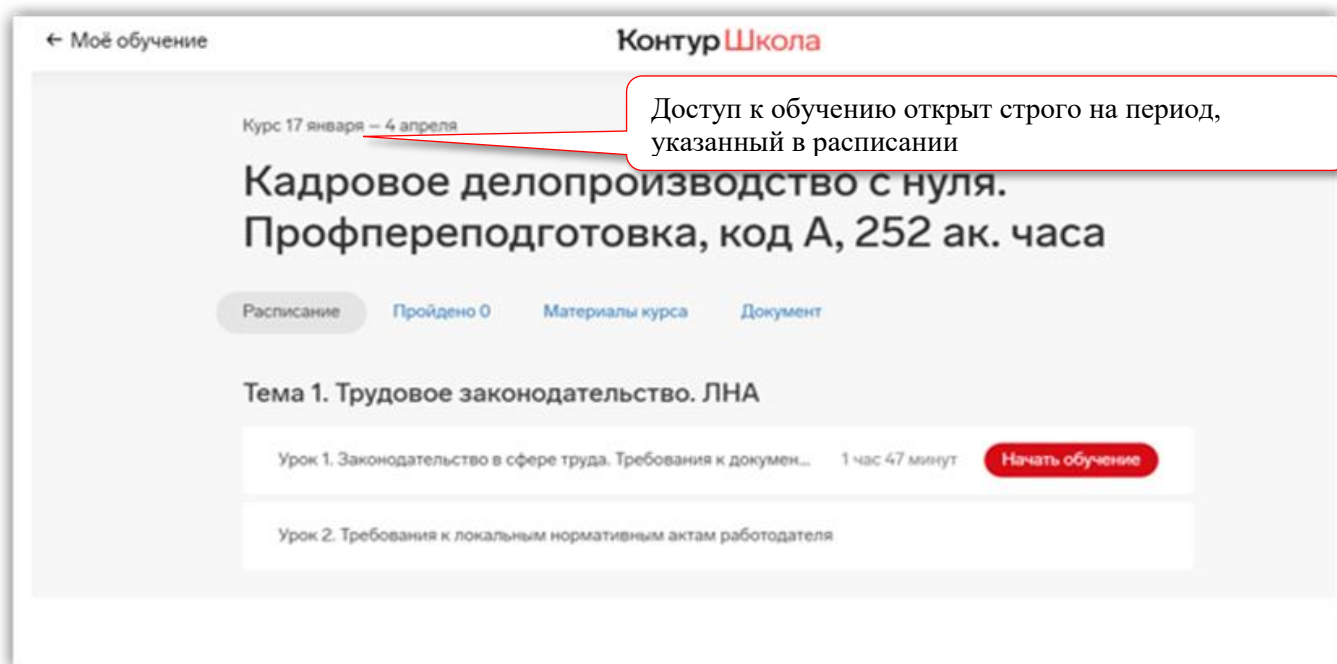 ← Моё обучение
Контур Школа
Курс 17 января – 4 апреля
Доступ к обучению открыт строго на период,
указанный в расписании
Кадровое делопроизводство с нуля.
Профпереподготовка, код А, 252 ак. часа
Расписание Пройдено 0 Материалы курса Документ
Тема 1. Трудовое законодательство. ЛНА
Урок 1. Законодательство в сфере труда. Требования к докумен... 1 час 47 минут Начать обучение
Урок 2. Требования к локальным нормативным актам работодателя